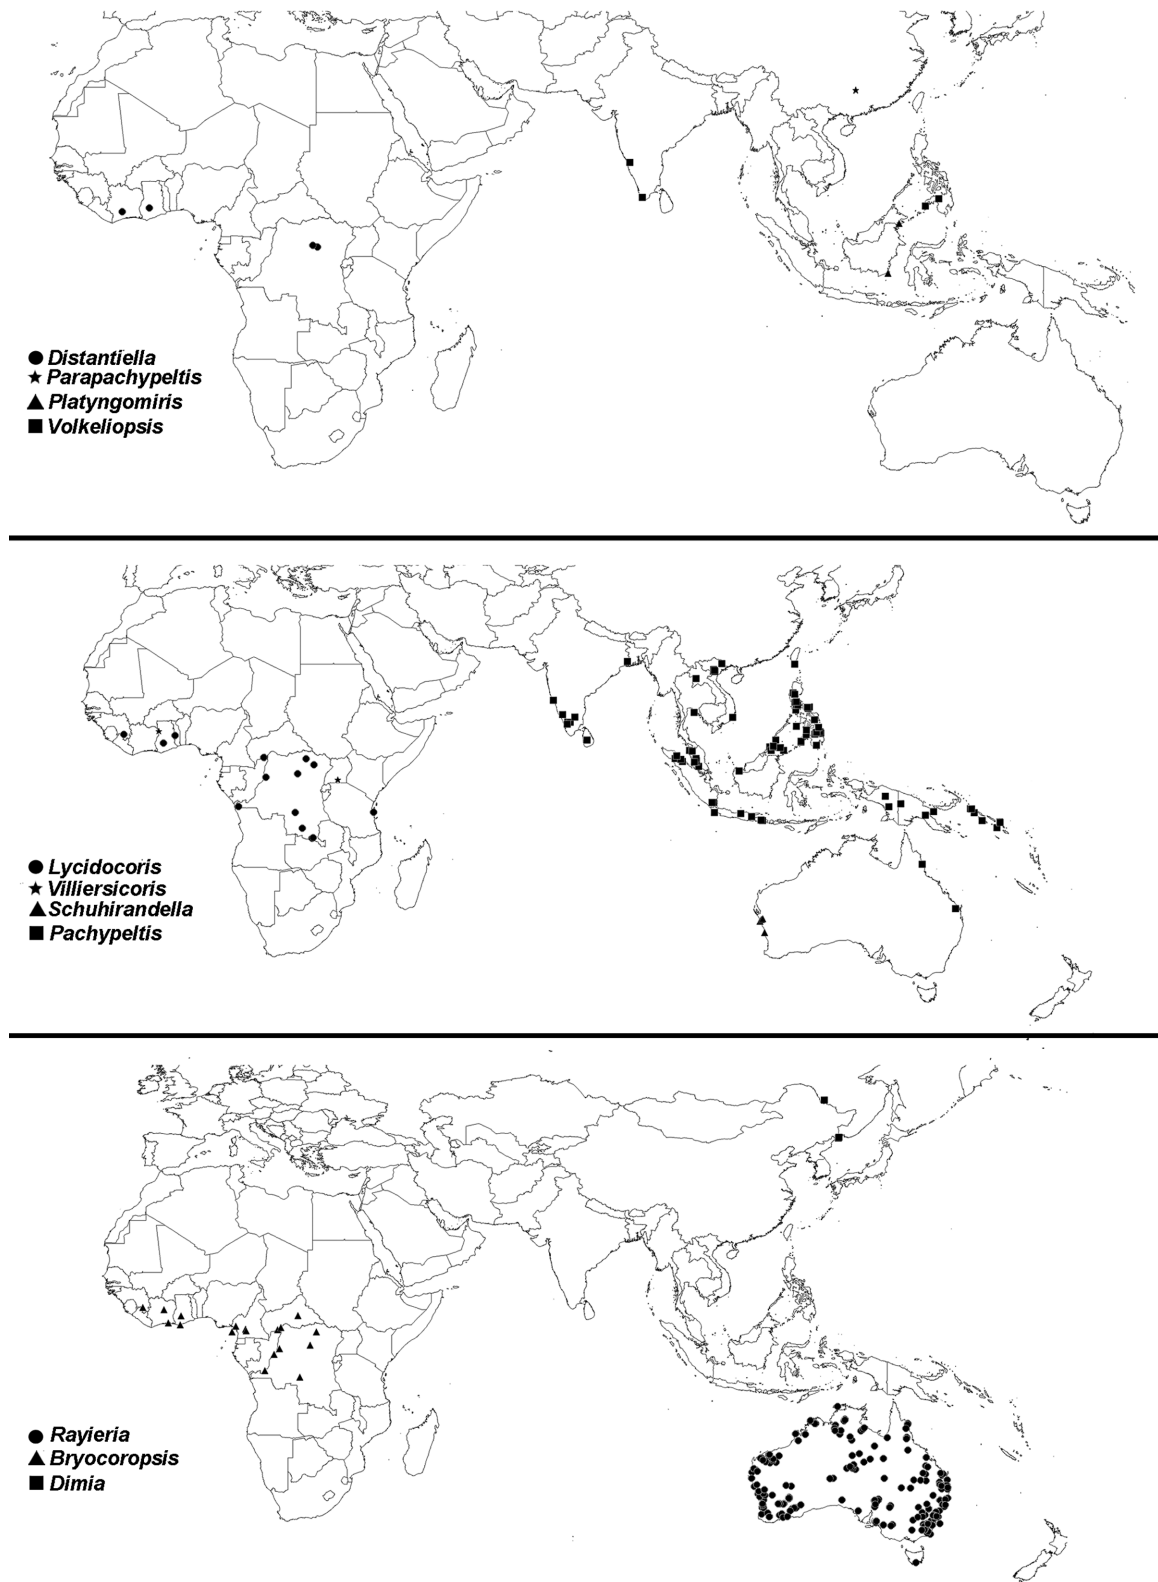 Distantiella
Parapachypeltis
Platyngomiris
Volkeliopsis
Lycidocoris
Villiersicoris
Schuhirandella
Pachypeltis
Rayieria
Bryocoropsis
Dimia